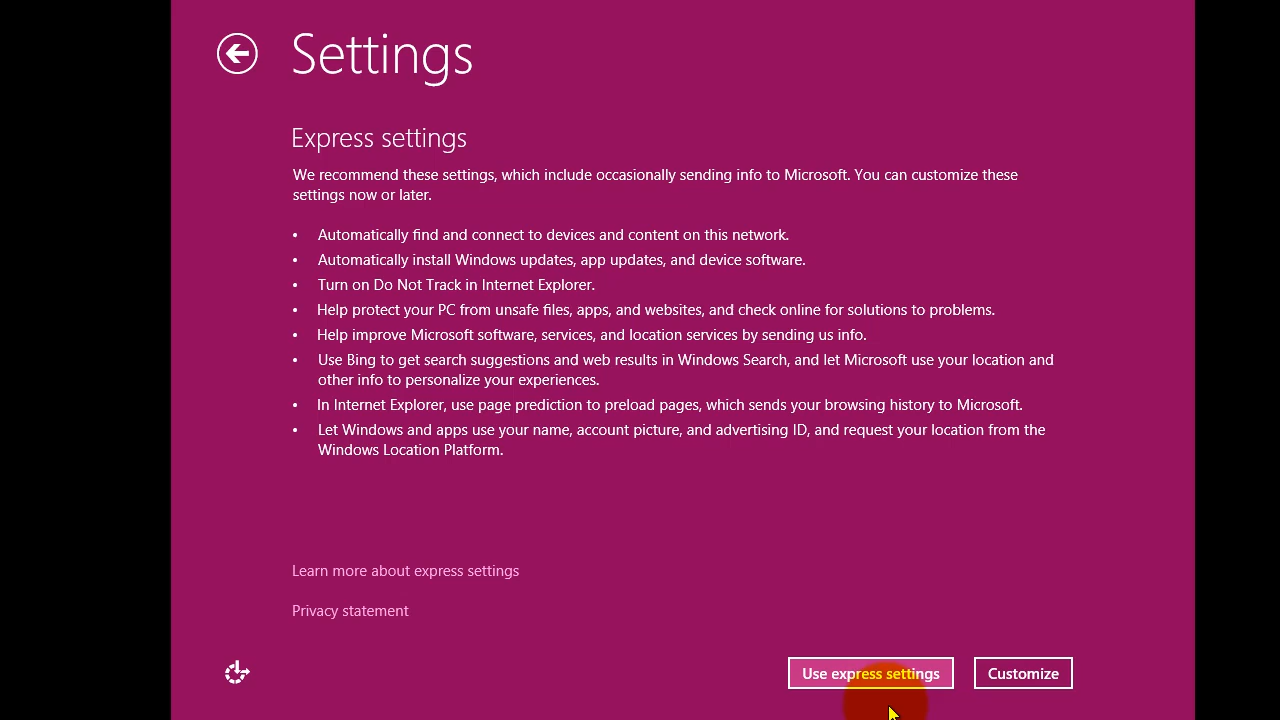 Settings
Express settings
We recommend these settings, which include occasionally sending info to Microsoft. You can customize these
settings now or later.
• Automatically find and connect to devices and content on this network.
• Automatically install Windows updates, app updates, and device software.
• Turn on Do Not Track in Internet Explorer.
• Help protect your PC from unsafe files, apps, and websites, and check online for solutions to problems.
• Help improve Microsoft software, services, and location services by sending us info.
• Use Bing to get search suggestions and web results in Windows Search, and let Microsoft use your location and
other info to personalize your experiences.
• In Internet Explorer, use page prediction to preload pages, which sends your browsing history to Microsoft.
• Let Windows and apps use your name, account picture, and advertising ID, and request your location from the
Windows Location Platform.
Learn more about express settings
Privacy statement
Use express settings
Customize